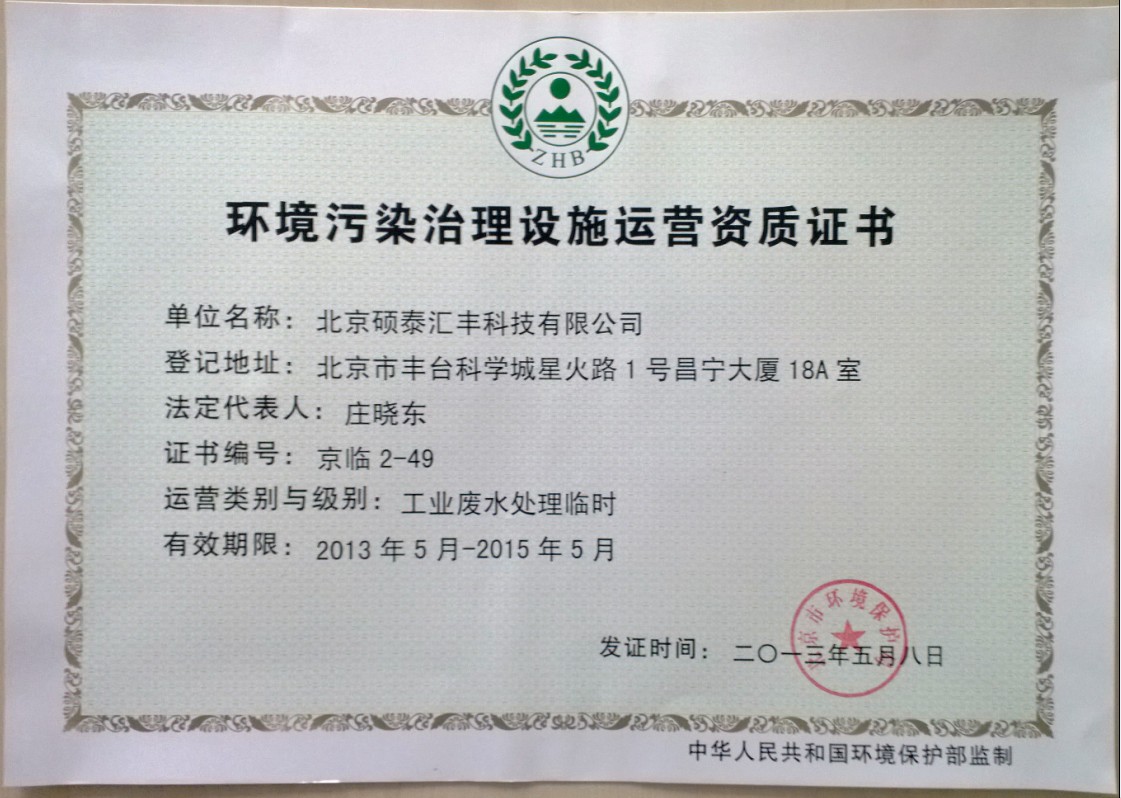 ZHB
环境污染治理设施运营资质证书
单位名称：北京硕泰汇丰科技有限公司
登记地址：北京市丰台科学城星火路1号昌宁大厦18A室
法定代表人：庄晓东
证书编号：京临2-49
运营类别与级别：工业废水处理临时
有效期限：2013年5月-2015年5月
京市环境保护
发证时间：二〇一三年五月八日
中华人民共和国环境保护部监制